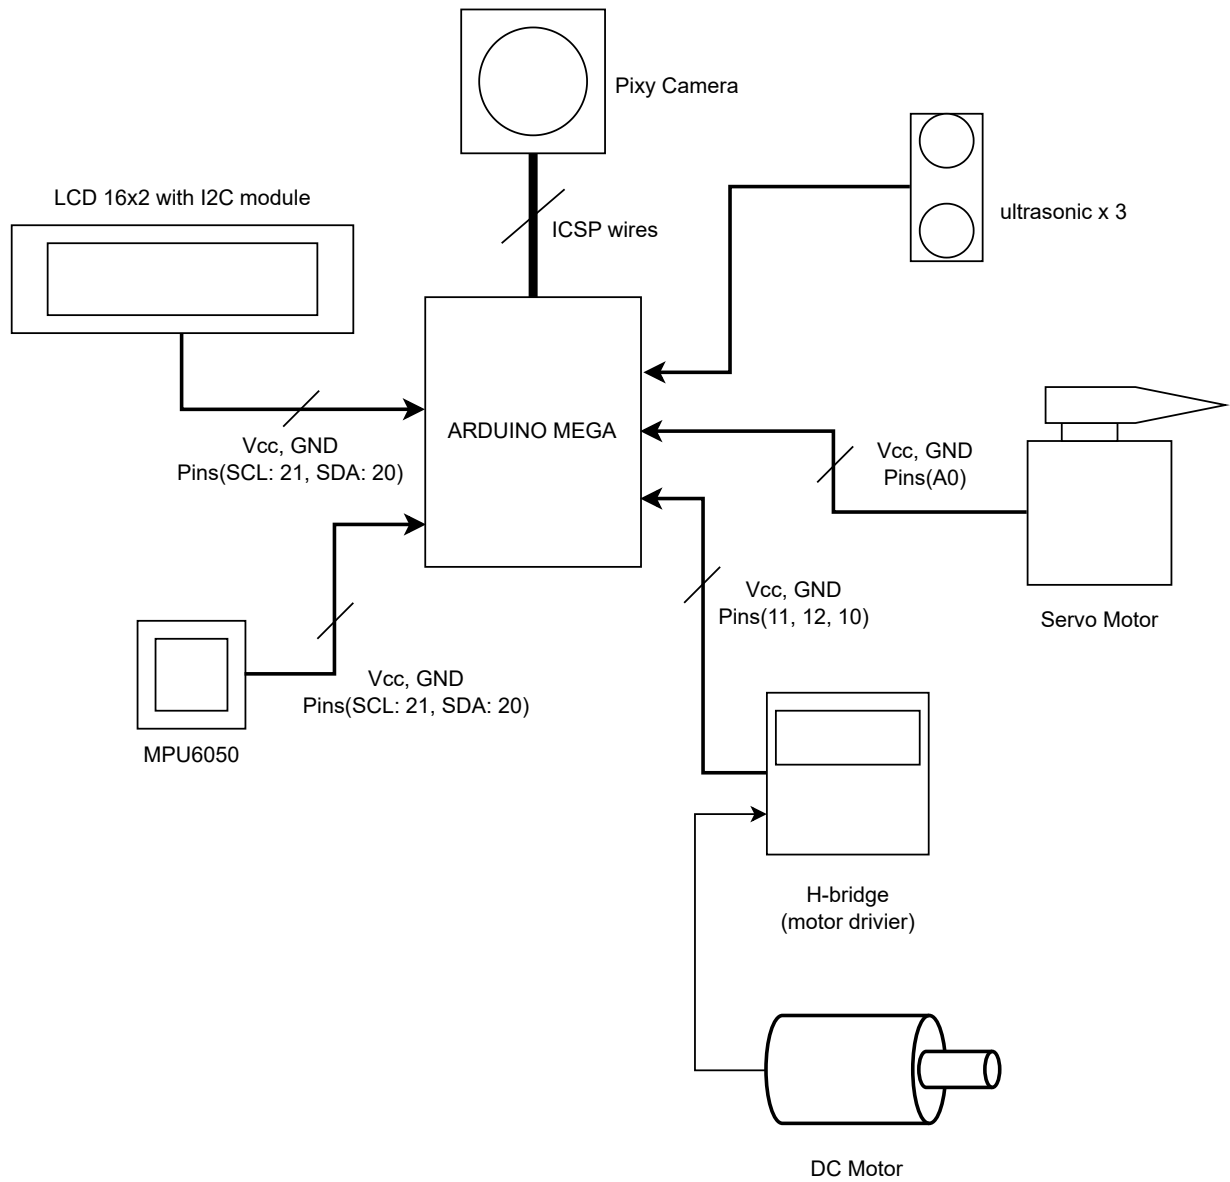 Pixy Camera
LCD 16x2 with I2C module
ultrasonic x 3
ICSP wires
ARDUINO MEGA
Vcc, GND
Pins(SCL: 21, SDA: 20)
Vcc, GND
Pins(A0)
Vcc, GND
Pins(11, 12, 10)
Servo Motor
Vcc, GND
Pins(SCL: 21, SDA: 20)
MPU6050
H-bridge
(motor drivier)
DC Motor